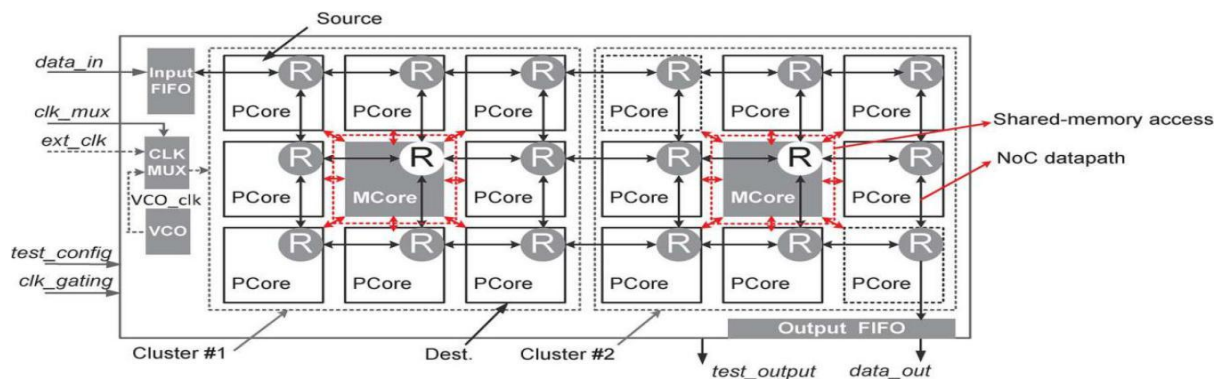 Source
data_in
Input
FIFO
R R R R R R
PCore PCore PCore PCore PCore PCore
clk_mux
ext_clk
CLK
MUX
VCO_clk
VCO
Shared-memory access
NoC datapath
R R R R R R
PCore MCore PCore PCore MCore PCore
R R R R R R
PCore PCore PCore PCore PCore PCore
test_config
clk_gating
Output FIFO
Cluster #1
Dest.
Cluster #2
test_output
data_out